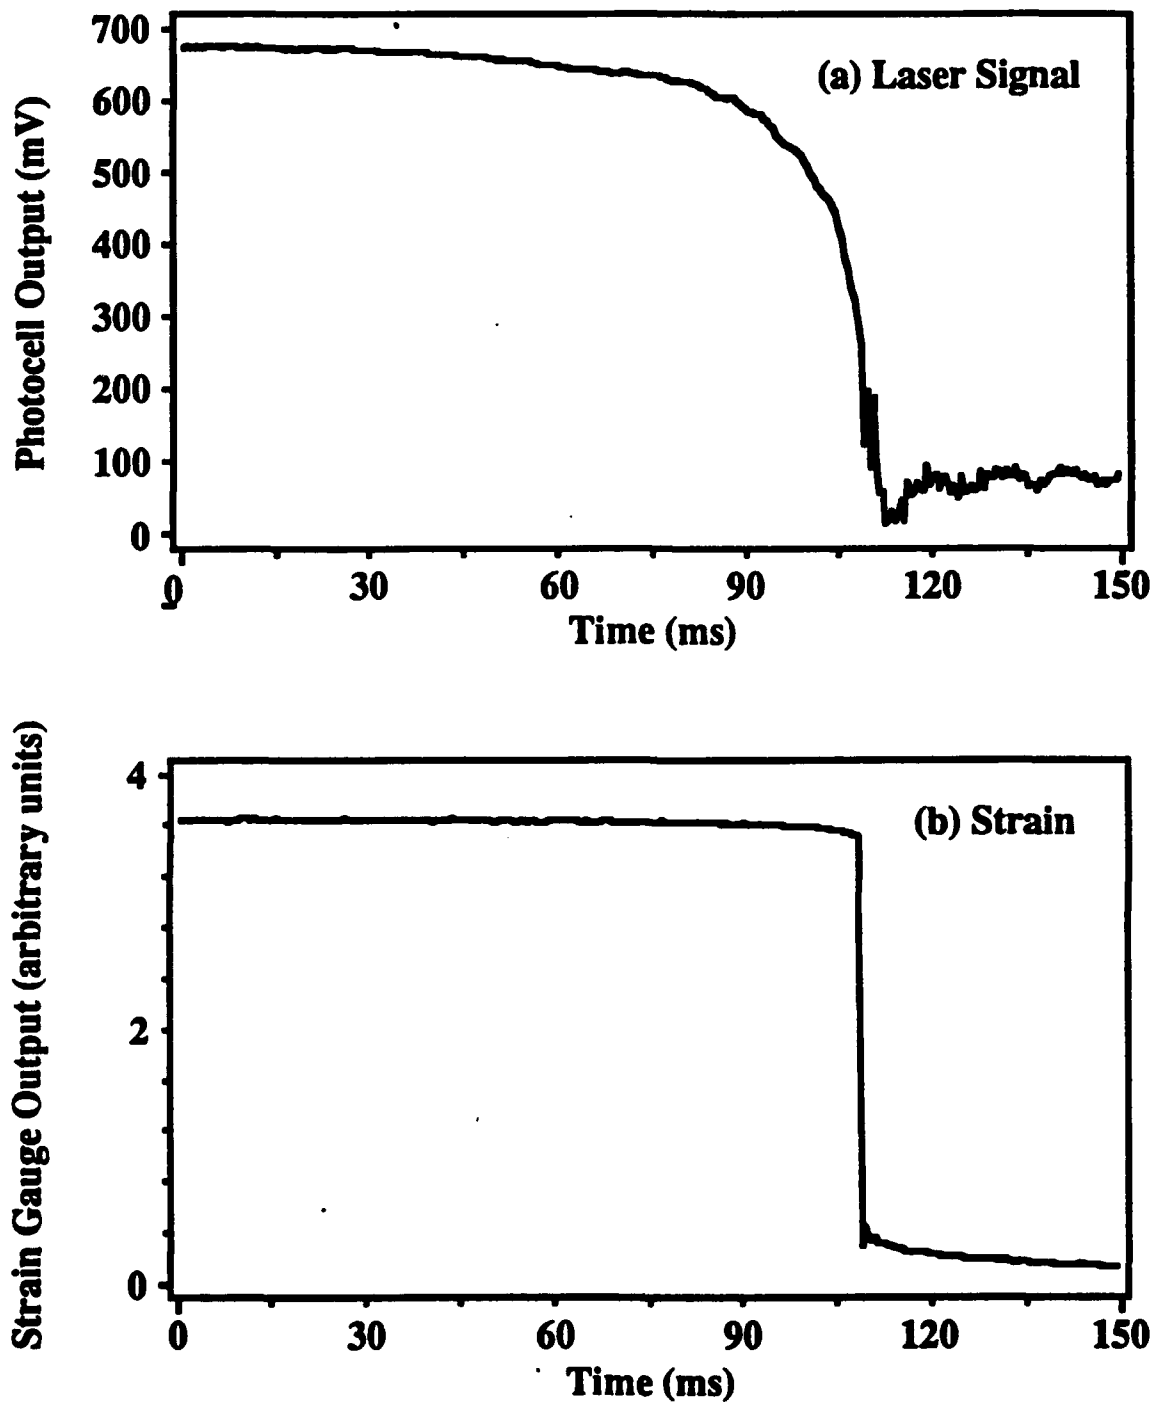 700
600
500
400
300
200
100
0
Photocell Output (mV)
(a) Laser Signal
0 30 60 90 120 150
Time (ms)
4
2
0
Strain Gauge Output (arbitrary units)
(b) Strain
0 30 60 90 120 150
Time (ms)